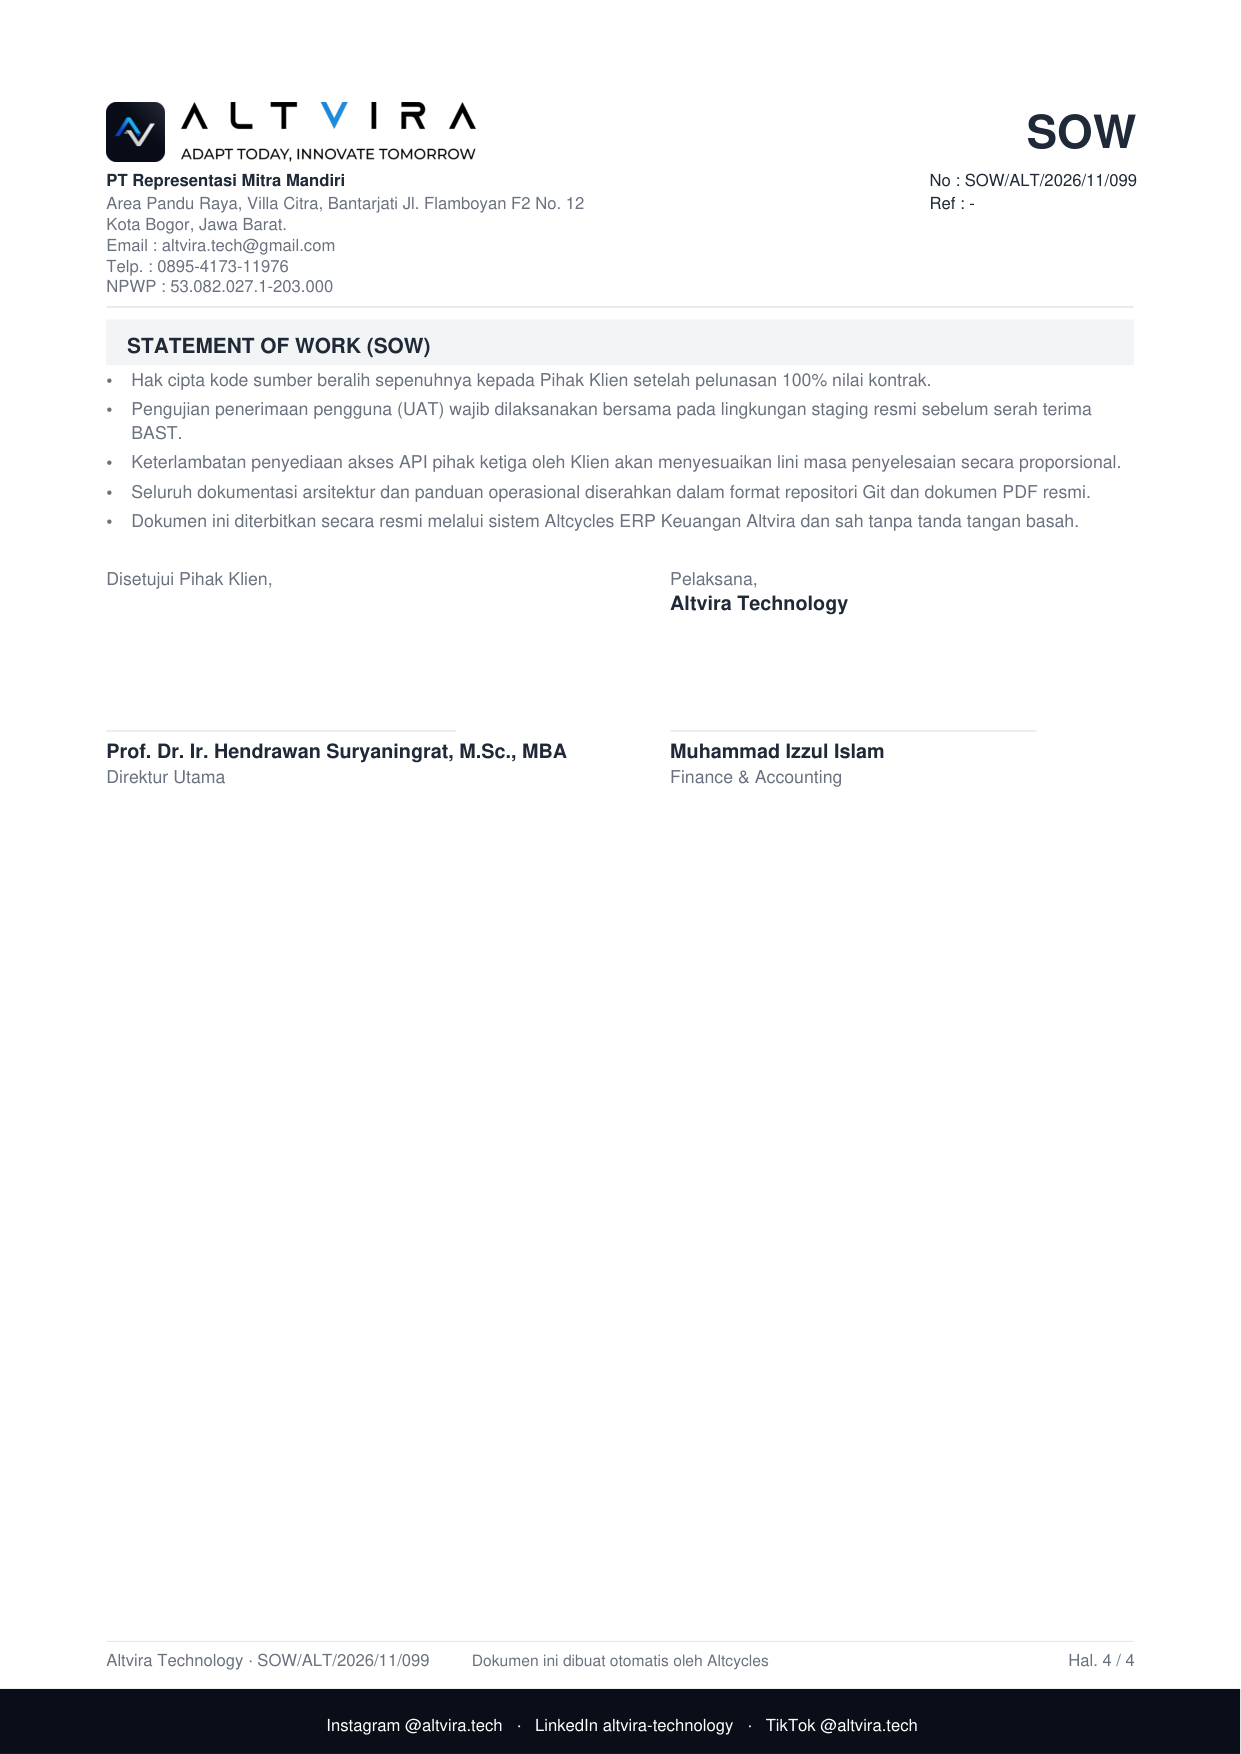 ALTVIRA
ADAPT TODAY, INNOVATE TOMORROW
SOW
PT Representasi Mitra Mandiri
No : SOW/ALT/2026/11/099
Area Pandu Raya, Villa Citra, Bantarjati Jl. Flamboyan F2 No. 12
Ref : -
Kota Bogor, Jawa Barat.
Email : altvira.tech@gmail.com
Telp. : 0895-4173-11976
NPWP : 53.082.027.1-203.000
STATEMENT OF WORK (SOW)
• Hak cipta kode sumber beralih sepenuhnya kepada Pihak Klien setelah pelunasan 100% nilai kontrak.
• Pengujian penerimaan pengguna (UAT) wajib dilaksanakan bersama pada lingkungan staging resmi sebelum serah terima
BAST.
• Keterlambatan penyediaan akses API pihak ketiga oleh Klien akan menyesuaikan lini masa penyelesaian secara proporsional.
• Seluruh dokumentasi arsitektur dan panduan operasional diserahkan dalam format repositori Git dan dokumen PDF resmi.
• Dokumen ini diterbitkan secara resmi melalui sistem Altcycles ERP Keuangan Altvira dan sah tanpa tanda tangan basah.
Disetujui Pihak Klien,
Pelaksana,
Altvira Technology
Prof. Dr. Ir. Hendrawan Suryaningrat, M.Sc., MBA
Direktur Utama
Muhammad Izzul Islam
Finance & Accounting
Altvira Technology · SOW/ALT/2026/11/099
Dokumen ini dibuat otomatis oleh Altcycles
Hal. 4 / 4
Instagram @altvira.tech · LinkedIn altvira-technology · TikTok @altvira.tech